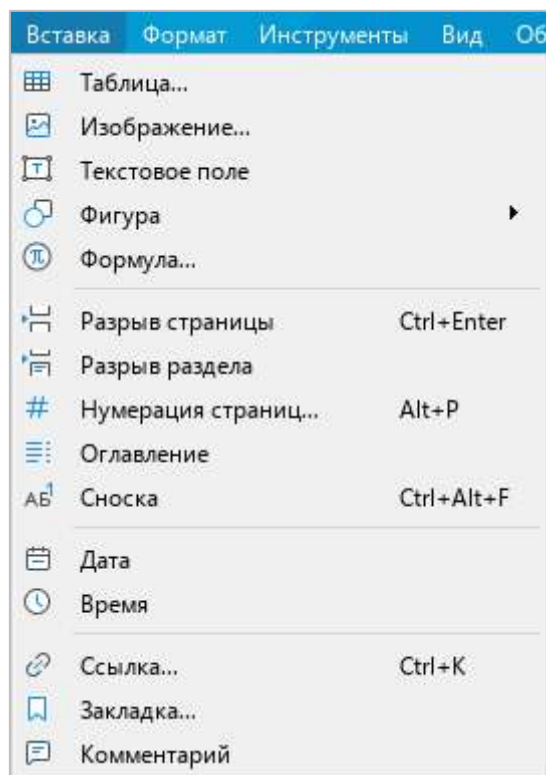 Вставка Формат Инструменты Вид Об
Таблица...
Изображение...
Текстовое поле
Фигура
Формула...
Разрыв страницы Ctrl+Enter
Разрыв раздела
Нумерация страниц... Alt+P
Оглавление
Сноска Ctrl+Alt+F
Дата
Время
Ссылка... Ctrl+K
Закладка...
Комментарий